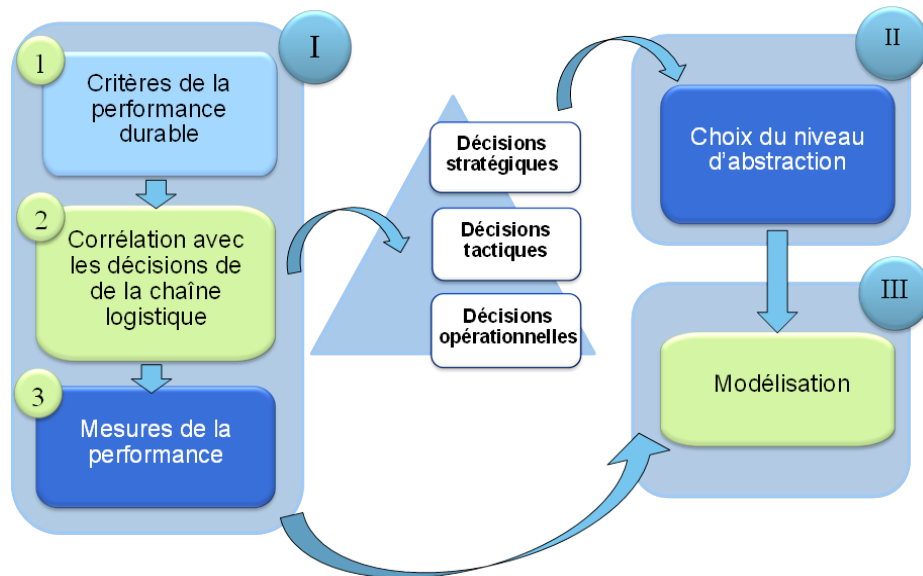 I
1
Critères de la
performance
durable
2
Corrélation avec
les décisions de
de la chaîne
logistique
3
Mesures de la
performance
Décisions
stratégiques
Décisions
tactiques
Décisions
opérationnelles
II
Choix du niveau
d'abstraction
III
Modélisation